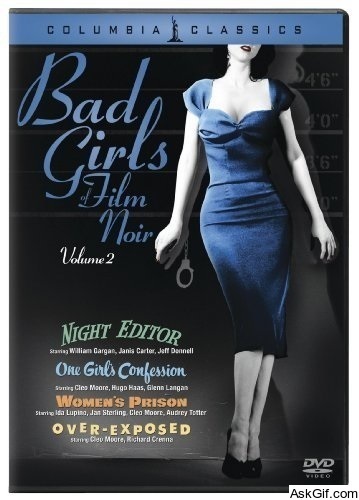 COLUMBIA CLASSICS
Bad
Girls
of Film
Noir
Volume 2
4'6"
4'0"
NIGHT EDITOR
Starring William Gargan, Janis Carter, Jeff Donnell
One Girl's Confession
Starring Cleo Moore, Hugo Haas, Glenn Langan
WOMEN'S PRISON
Starring Ida Lupino, Jan Sterling, Cleo Moore, Audrey Totter
OVER-EXPOSED
Starring Cleo Moore, Richard Crenna
DVD
VIDEO
AskGif.com